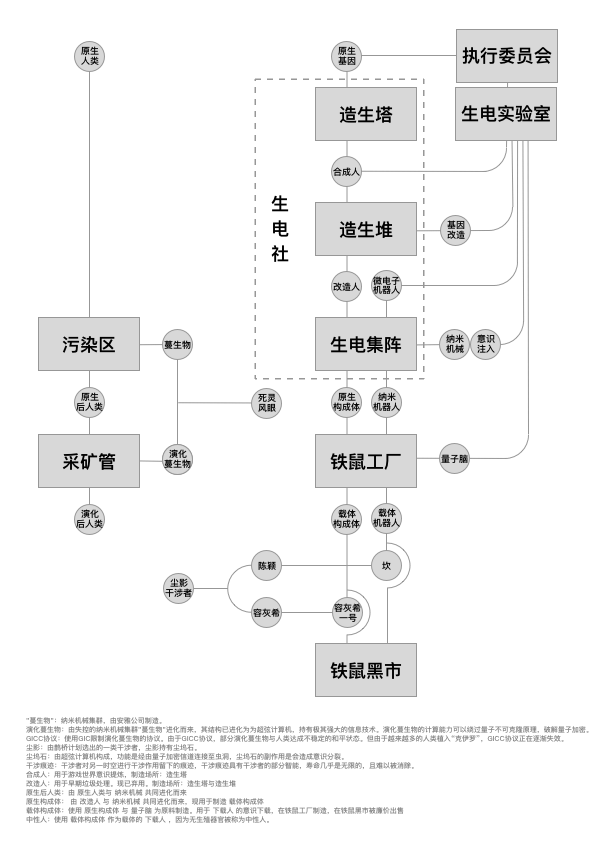 原生
人类
原生
基因
执行委员会
造生塔
生电实验室
合成人
生
电
社
造生堆
基因
改造
改造人
微电子
机器人
污染区
蔓生物
生电集阵
纳米
机械
意识
注入
原生
后人类
死灵
风眼
原生
构成体
纳米
机器人
采矿管
演化
蔓生物
铁鼠工厂
量子脑
演化
后人类
载体
构成体
载体
机器人
陈颖
坎
尘影
干涉者
容灰希
容灰希
一号
铁鼠黑市
"蔓生物"：纳米机械集群，由安雅公司制造。
演化蔓生物：由失控的纳米机械集群"蔓生物"进化而来，其结构已进化为为超弦计算机，持有极其强大的信息技术。演化蔓生物的计算能力可以绕过量子不可克隆原理，破解量子加密。
GICC协议：使用GIC限制演化蔓生物的协议。由于GICC协议，部分演化蔓生物与人类达成不稳定的和平状态。但由于越来越多的人类植入"克伊罗"，GICC协议正在逐渐失效。
尘影：由鹊桥计划选出的一类干涉者，尘影持有尘坞石。
尘坞石：由超弦计算机构成，功能是经由量子加密信道连接至虫洞，尘坞石的副作用是会造成意识分裂。
干涉痕迹：干涉者对另一时空进行干涉作用留下的痕迹，干涉痕迹具有干涉者的部分智能，寿命几乎是无限的，且难以被消除。
合成人：用于游戏世界意识提炼，制造场所：造生塔
改造人：用于早期垃圾处理，现已弃用，制造场所：造生塔与造生堆
原生后人类：由 原生人类与 纳米机械 共同进化而来
原生构成体： 由 改造人 与 纳米机械 共同进化而来，现用于制造 载体构成体
载体构成体：使用 原生构成体 与 量子脑 为原料制造，用于 下载人 的意识下载，在铁鼠工厂制造，在铁鼠黑市被廉价出售
中性人：使用 载体构成体 作为载体的 下载人 ，因为无生殖器官被称为中性人。